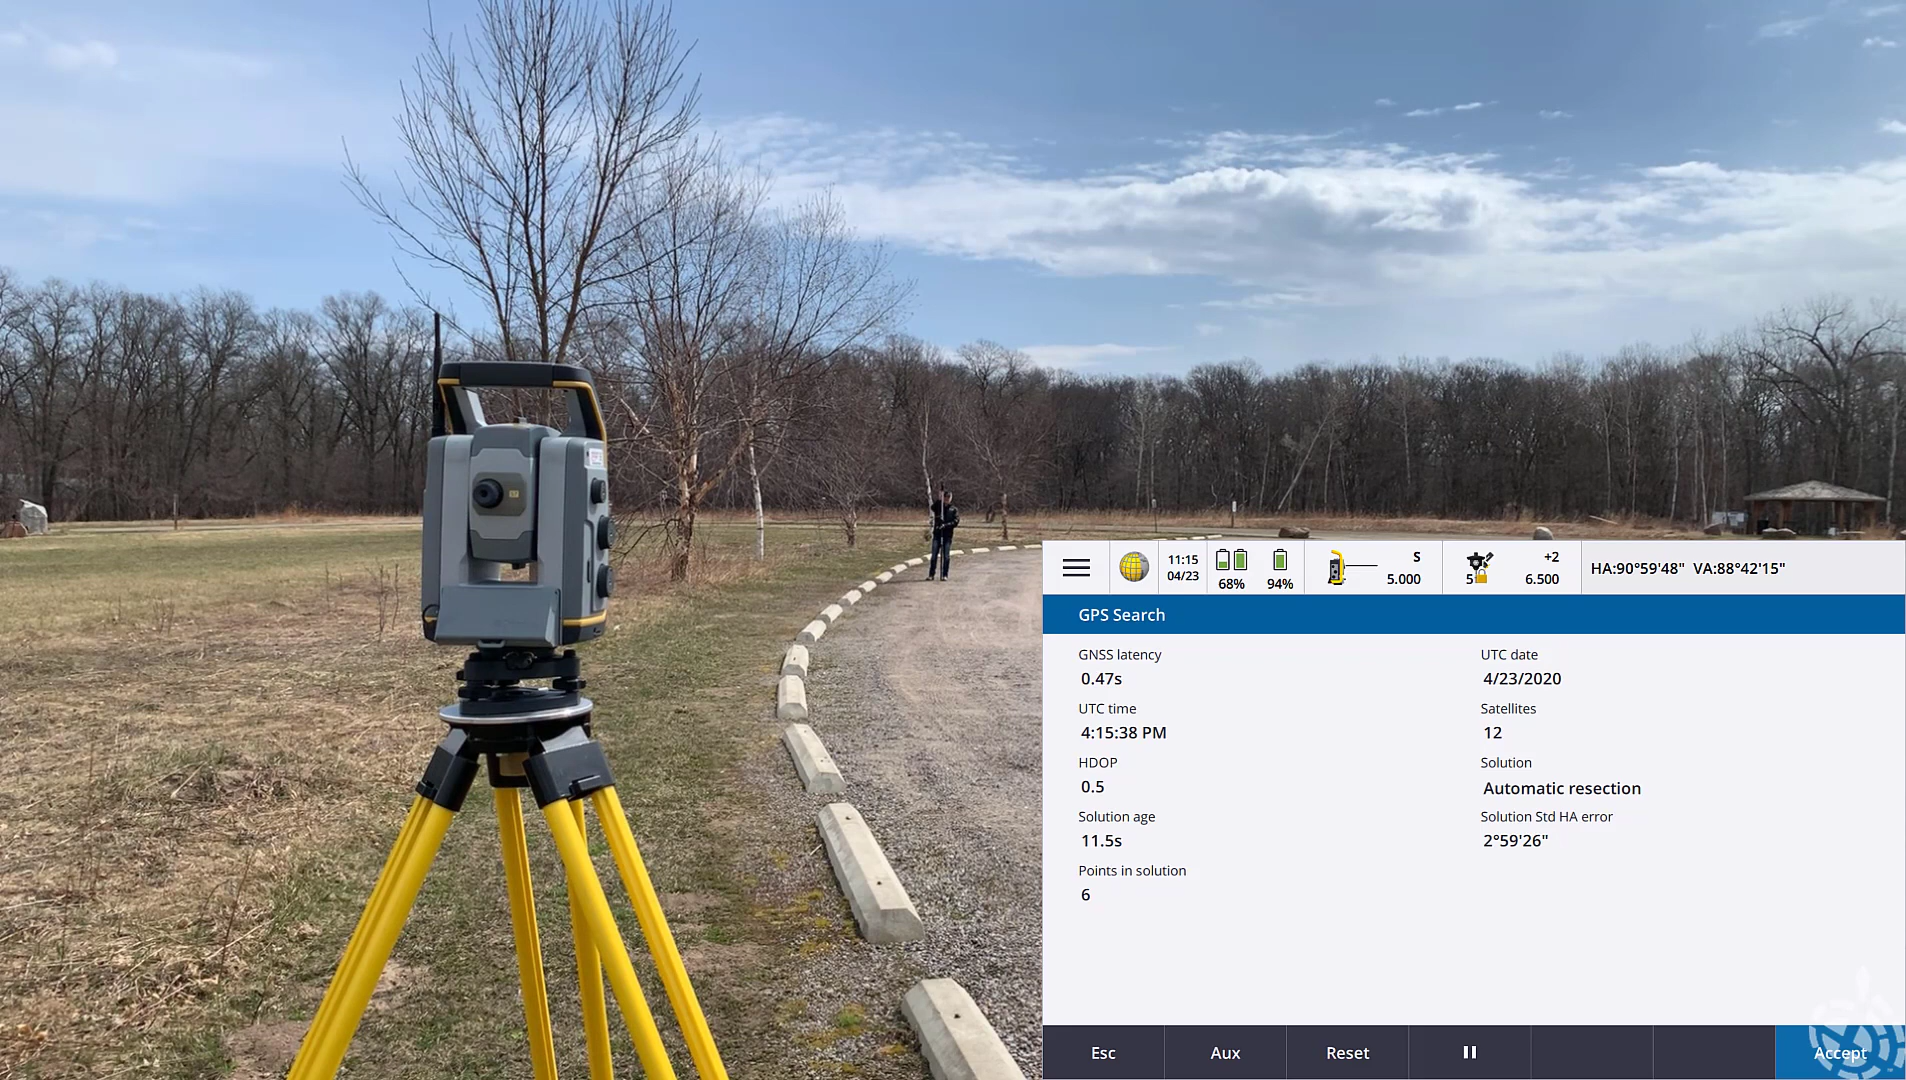 11:15
04/23
68%
94%
S
5.000
5
+2
6.500
HA:90°59'48" VA:88°42'15"
GPS Search
GNSS latency
0.47s
UTC date
4/23/2020
UTC time
4:15:38 PM
Satellites
12
HDOP
0.5
Solution
Automatic resection
Solution age
11.5s
Solution Std HA error
2°59'26"
Points in solution
6
Esc
Aux
Reset
Accept